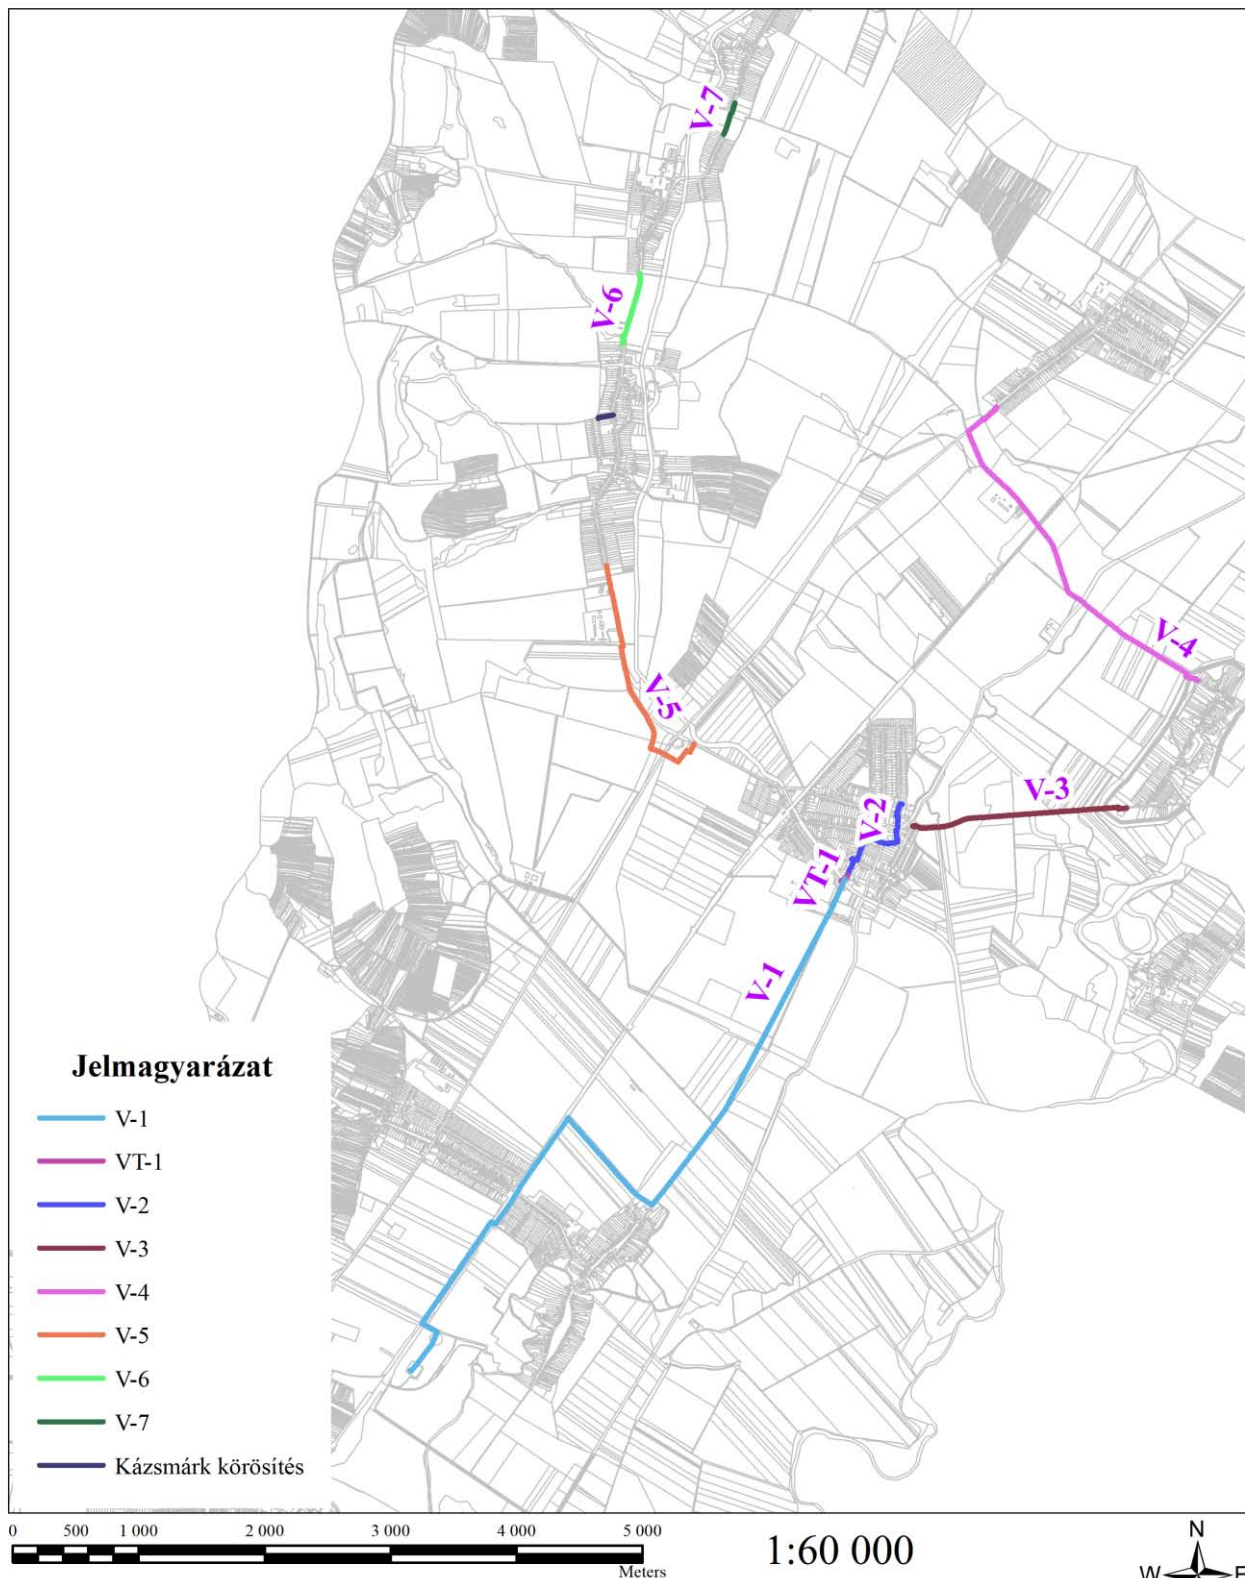 V-7
V-6
V-4
V-5
V-3
V-2
VT-1
V-1
Jelmagyarázat
V-1
VT-1
V-2
V-3
V-4
V-5
V-6
V-7
Kázsmárk körösítés
0 500 1 000 2 000 3 000 4 000 5 000
Meters
1:60 000
N
W E